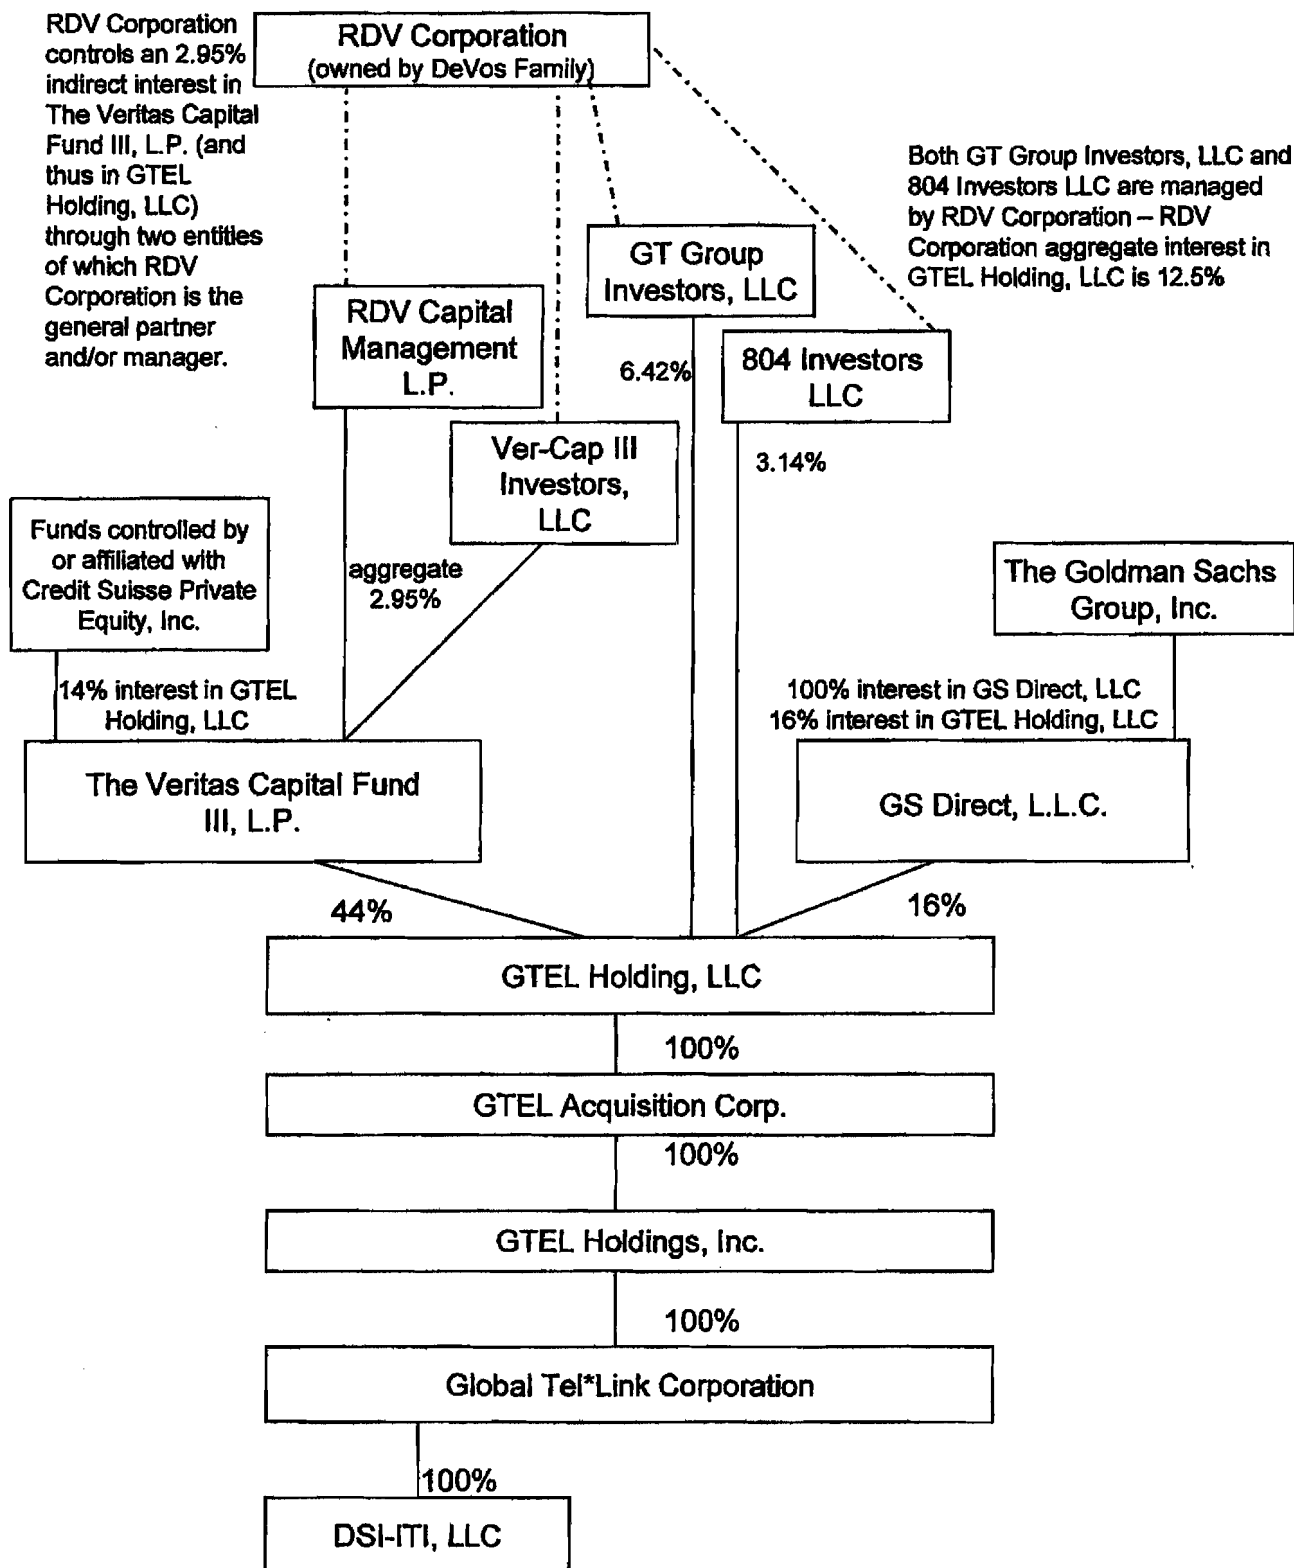 RDV Corporation
controls an 2.95%
indirect interest in
The Veritas Capital
Fund III, L.P. (and
thus in GTEL
Holding, LLC)
through two entities
of which RDV
Corporation is the
general partner
and/or manager.
RDV Corporation
(owned by DeVos Family)
Both GT Group Investors, LLC and
804 Investors LLC are managed
by RDV Corporation – RDV
Corporation aggregate interest in
GTEL Holding, LLC is 12.5%
GT Group
Investors, LLC
RDV Capital
Management
L.P.
6.42%
804 Investors
LLC
Ver-Cap III
Investors,
LLC
3.14%
Funds controlled by
or affiliated with
Credit Suisse Private
Equity, Inc.
aggregate
2.95%
The Goldman Sachs
Group, Inc.
14% interest in GTEL
Holding, LLC
100% interest in GS Direct, LLC
16% interest in GTEL Holding, LLC
The Veritas Capital Fund
III, L.P.
GS Direct, L.L.C.
44%
16%
GTEL Holding, LLC
100%
GTEL Acquisition Corp.
100%
GTEL Holdings, Inc.
100%
Global Tel*Link Corporation
100%
DSI-ITI, LLC